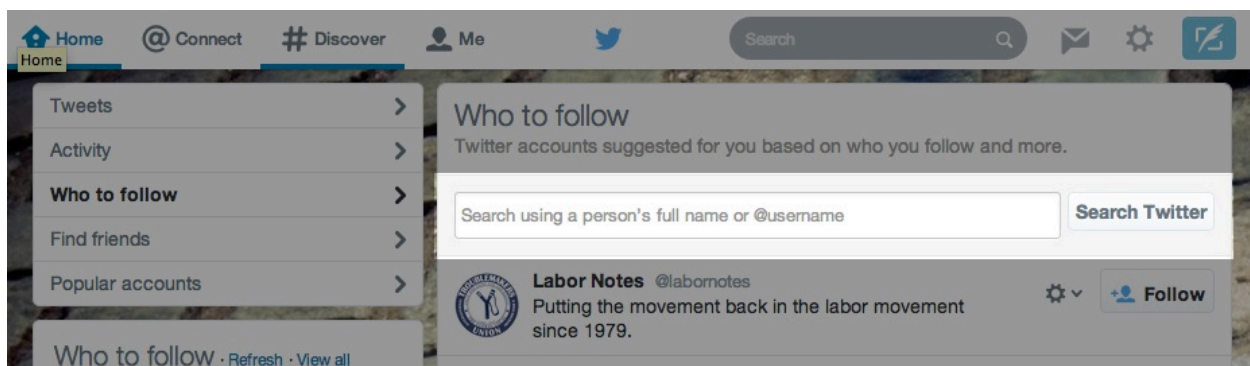 Home
@ Connect
# Discover
Me
Search
Home
Tweets
Activity
Who to follow
Find friends
Popular accounts
Who to follow · Refresh · View all
Who to follow
Twitter accounts suggested for you based on who you follow and more.
Search using a person's full name or @username
Search Twitter
TROUBLEMAKERS
UNION
Labor Notes @labornotes
Putting the movement back in the labor movement
since 1979.
Follow